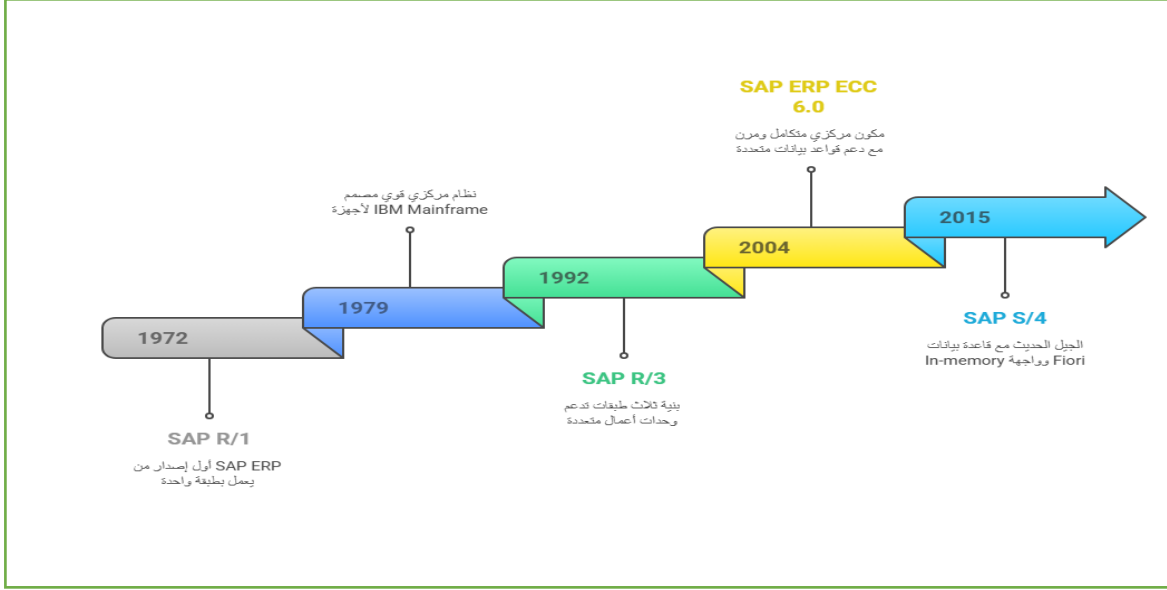 1972
SAP R/1
أول إصدار من SAP ERP
يعمل بطبقة واحدة
نظام مركزي قوي مصمم
لأجهزة IBM Mainframe
1979
1992
SAP R/3
بنية ثلاث طبقات تدعم
وحدات أعمال متعددة
SAP ERP ECC
6.0
مكون مركزي متكامل ومرن
مع دعم قواعد بيانات متعددة
2004
2015
SAP S/4
الجيل الحديث مع قاعدة بيانات
In-memory وواجهة Fiori